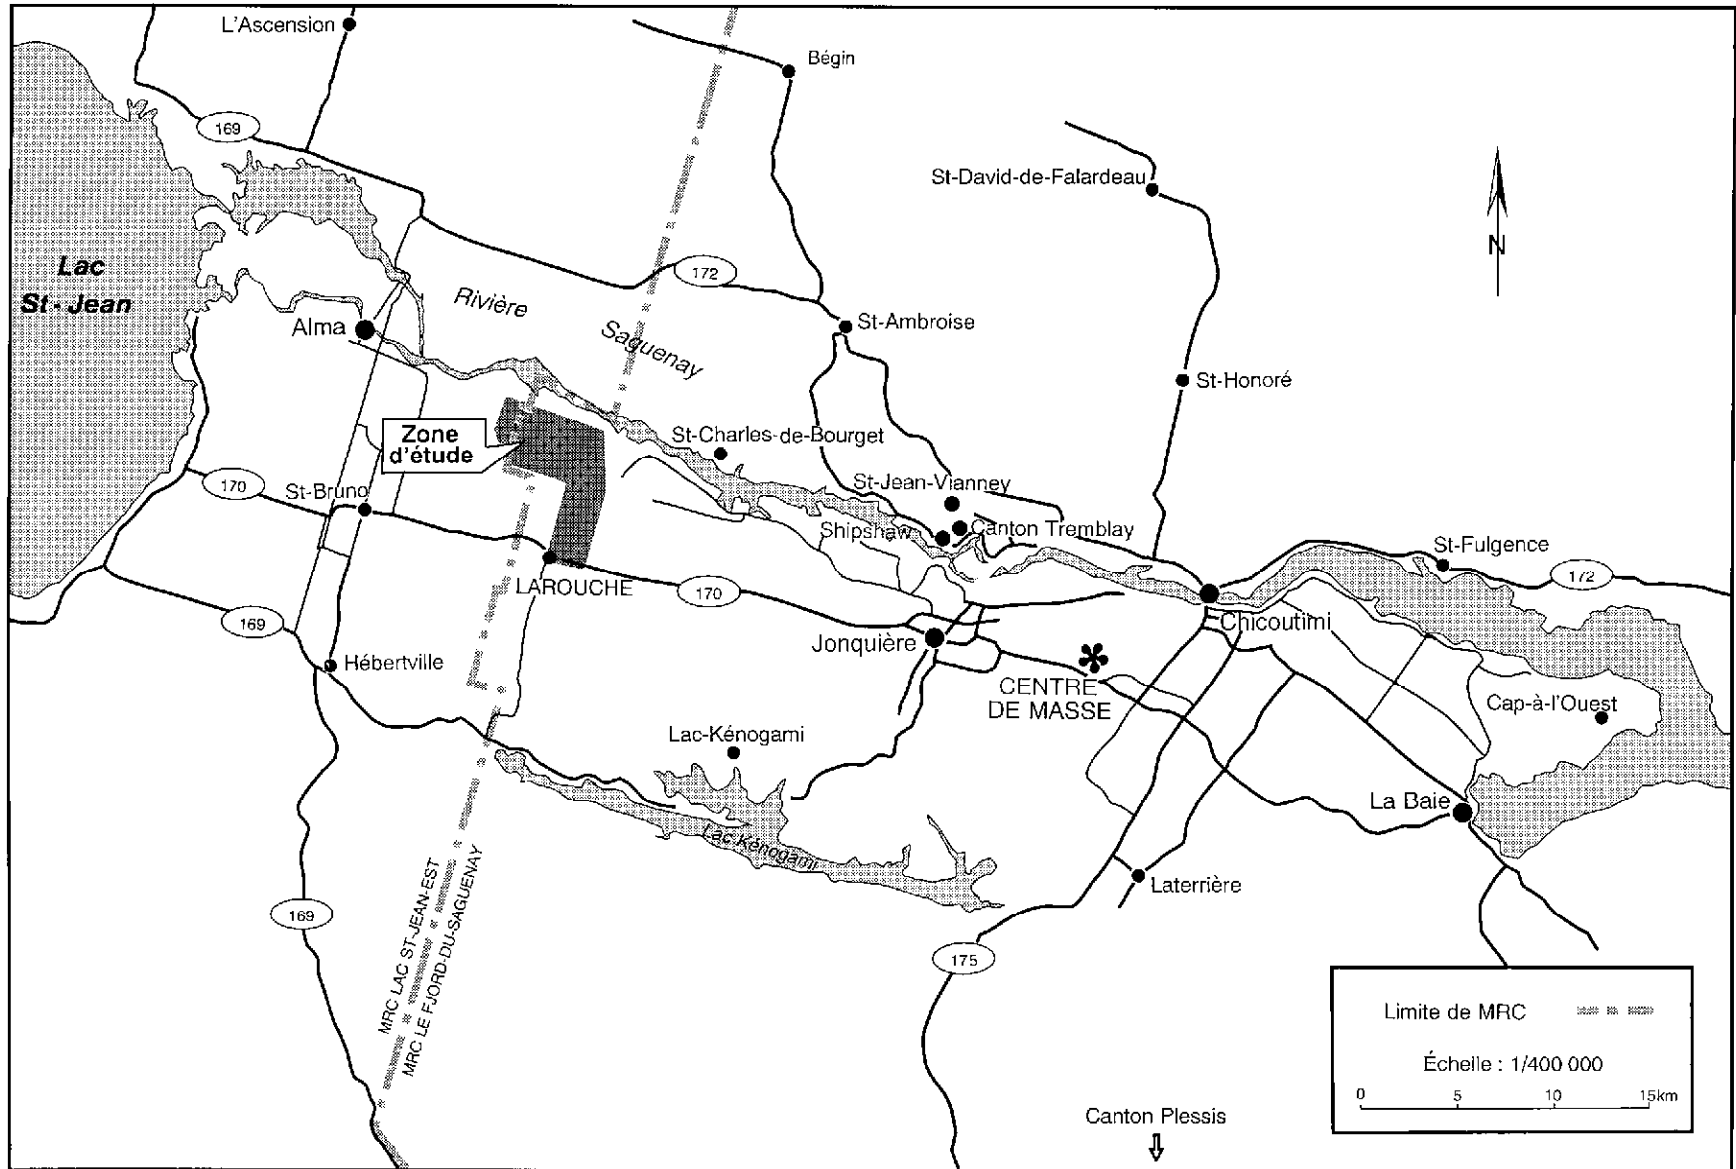 L'Ascension
Bégin
169
St-David-de-Falardeau
N
Lac
St - Jean
172
Rivière
Saguenay
Alma
St-Ambroise
St-Honoré
Zone
d'étude
St-Charles-de-Bourget
170
St-Bruno
St-Jean-Vianney
Shipshaw
Canton Tremblay
St-Fulgence
172
LAROUCHE
170
169
Chicoutimi
Jonquière
Hébertville
CENTRE
DE MASSE
Cap-à-l'Ouest
Lac-Kénogami
La Baie
Lac Kénogami
Laterrière
169
MRC LAC ST-JEAN-EST
MRC LE FJORD-DU-SAGUENAY
175
Limite de MRC
Échelle : 1/400 000
0 5 10 15km
Canton Plessis